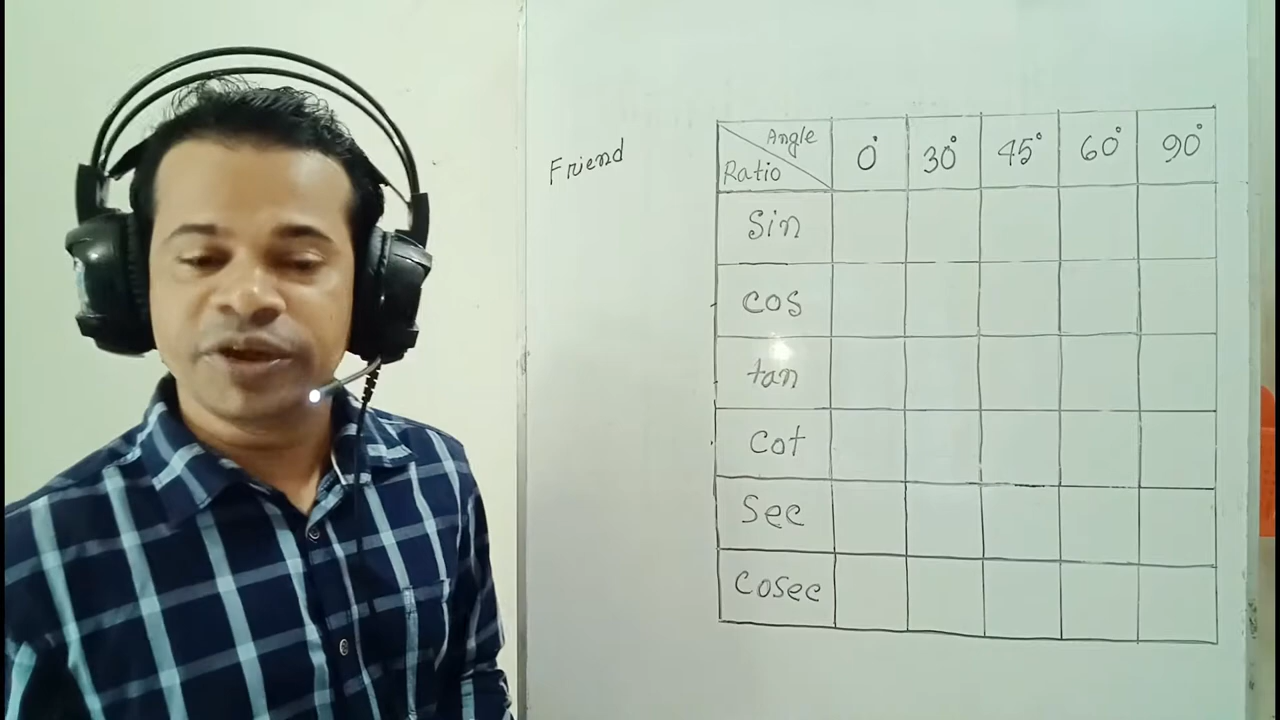 Friend
Angle
Ratio
0° 30° 45° 60° 90°
Sin
cos
tan
Cot
Sec
Cosec